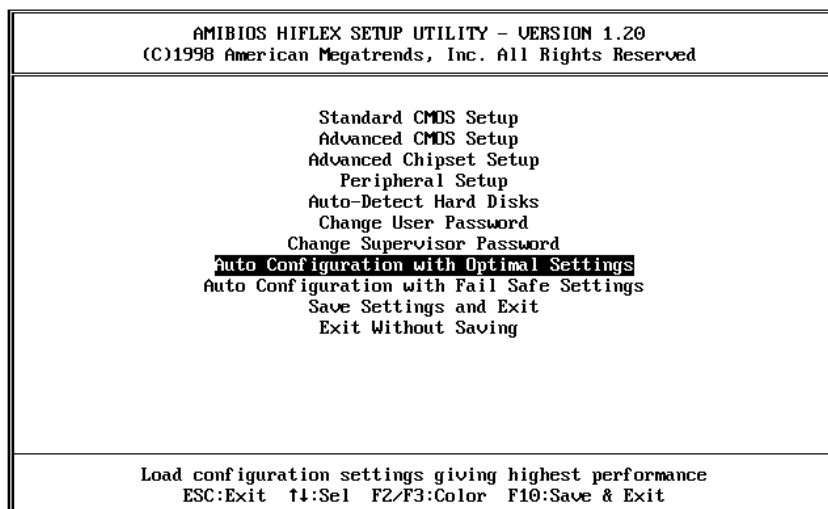 AMIBIOS HIFLEX SETUP UTILITY - VERSION 1.20
(C)1998 American Megatrends, Inc. All Rights Reserved
Standard CMOS Setup
Advanced CMOS Setup
Advanced Chipset Setup
Peripheral Setup
Auto-Detect Hard Disks
Change User Password
Change Supervisor Password
Auto Configuration with Optimal Settings
Auto Configuration with Fail Safe Settings
Save Settings and Exit
Exit Without Saving
Load configuration settings giving highest performance
ESC:Exit ↑↓:Sel F2/F3:Color F10:Save & Exit